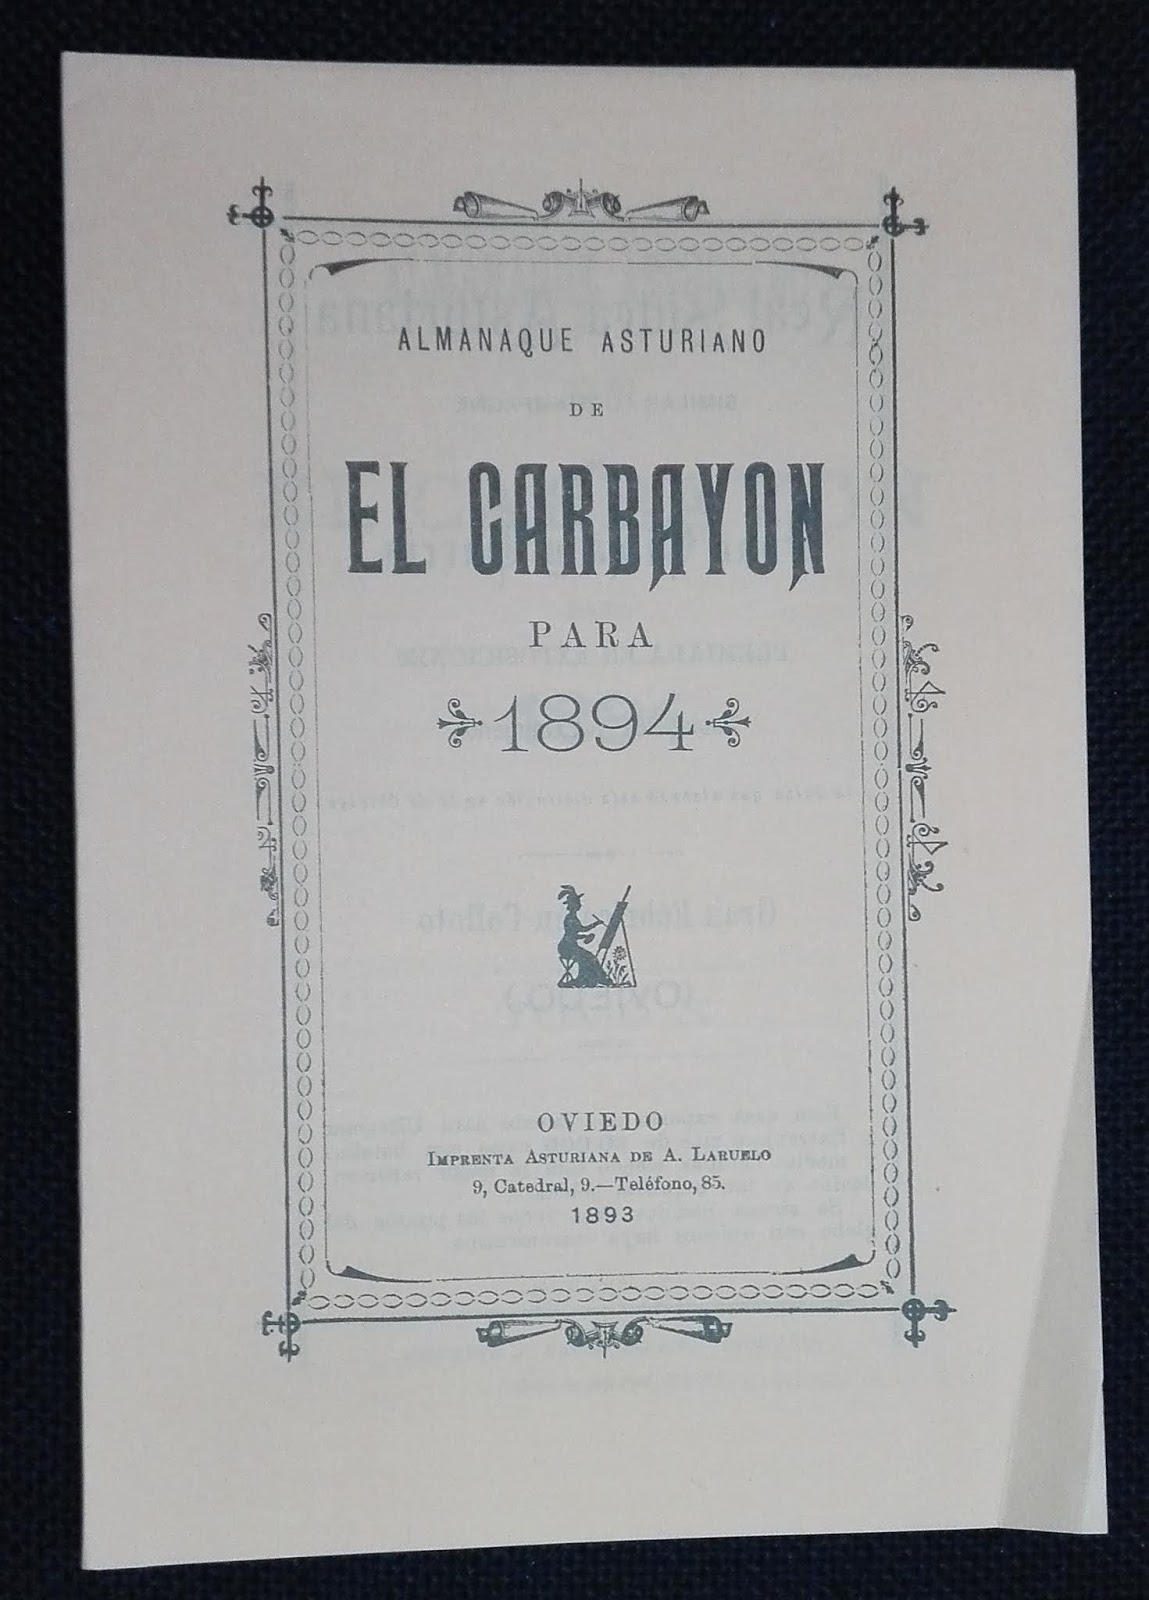 ALMANAQUE ASTURIANO
DE
EL CARBAYON
PARA
1894
OVIEDO
IMPRENTA ASTURIANA DE A. LARUELO
9, Catedral, 9.—Teléfono, 85.
1893